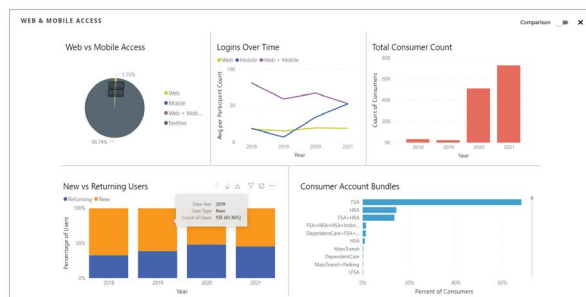 WEB & MOBILE ACCESS
Comparison
Web vs Mobile Access
1.13%
98.74%
Web
Mobile
Web + Mob...
Neither
Logins Over Time
Web Mobile Web + Mobile
Avg per Participant Count
100
50
0
2018 2019 2020 2021
Year
Total Consumer Count
Count of Consumers
80K
60K
40K
20K
0K
2018 2019 2020 2021
Year
New vs Returning Users
Returning New
Percentage of Users
100%
50%
0%
2018 2019 2020 2021
Year
Date Year 2019
User Type New
Count of Users 135 (61.36%)
Consumer Account Bundles
FSA
HRA
FSA+HRA
FSA+HRA+HSA+Indiv...
DependentCare+FSA+...
HSA
MassTransit
DependentCare
MassTransit+Parking
LFSA
0% 20% 40% 60%
Percent of Consumers